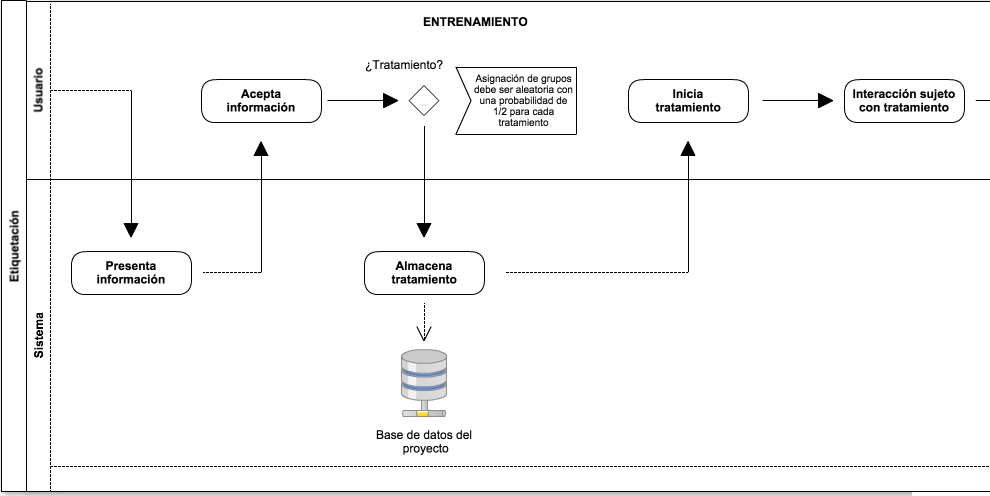 ENTRENAMIENTO
Etiquetación
Usuario
Sistema
Acepta
información
¿Tratamiento?
Asignación de grupos
debe ser aleatoria con
una probabilidad de
1/2 para cada
tratamiento
Inicia
tratamiento
Interacción sujeto
con tratamiento
Presenta
información
Almacena
tratamiento
Base de datos del
proyecto